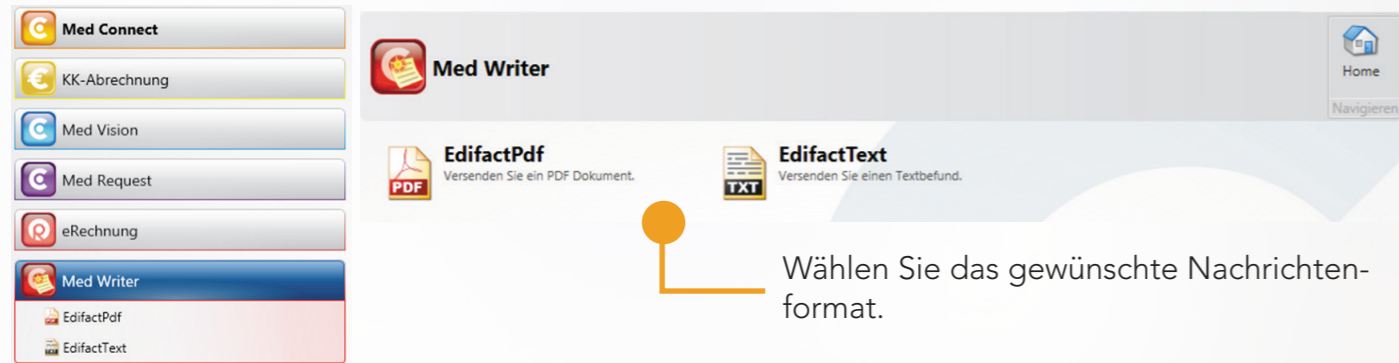 Med Connect
KK-Abrechnung
Med Vision
Med Request
eRechnung
Med Writer
EdifactPdf
EdifactText
Med Writer
Home
Navigieren
EdifactPdf
Versenden Sie ein PDF Dokument.
PDF
EdifactText
Versenden Sie einen Textbefund.
TXT
Wählen Sie das gewünschte Nachrichten-
format.